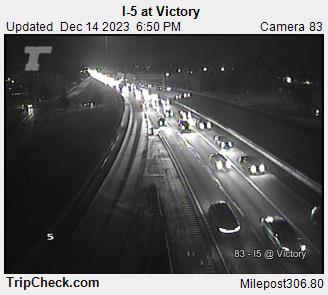 I-5 at Victory
Updated Dec 14 2023 6:50 PM Camera 83
T
S
83 - I5 @ Victory
TripCheck.com Milepost306.80